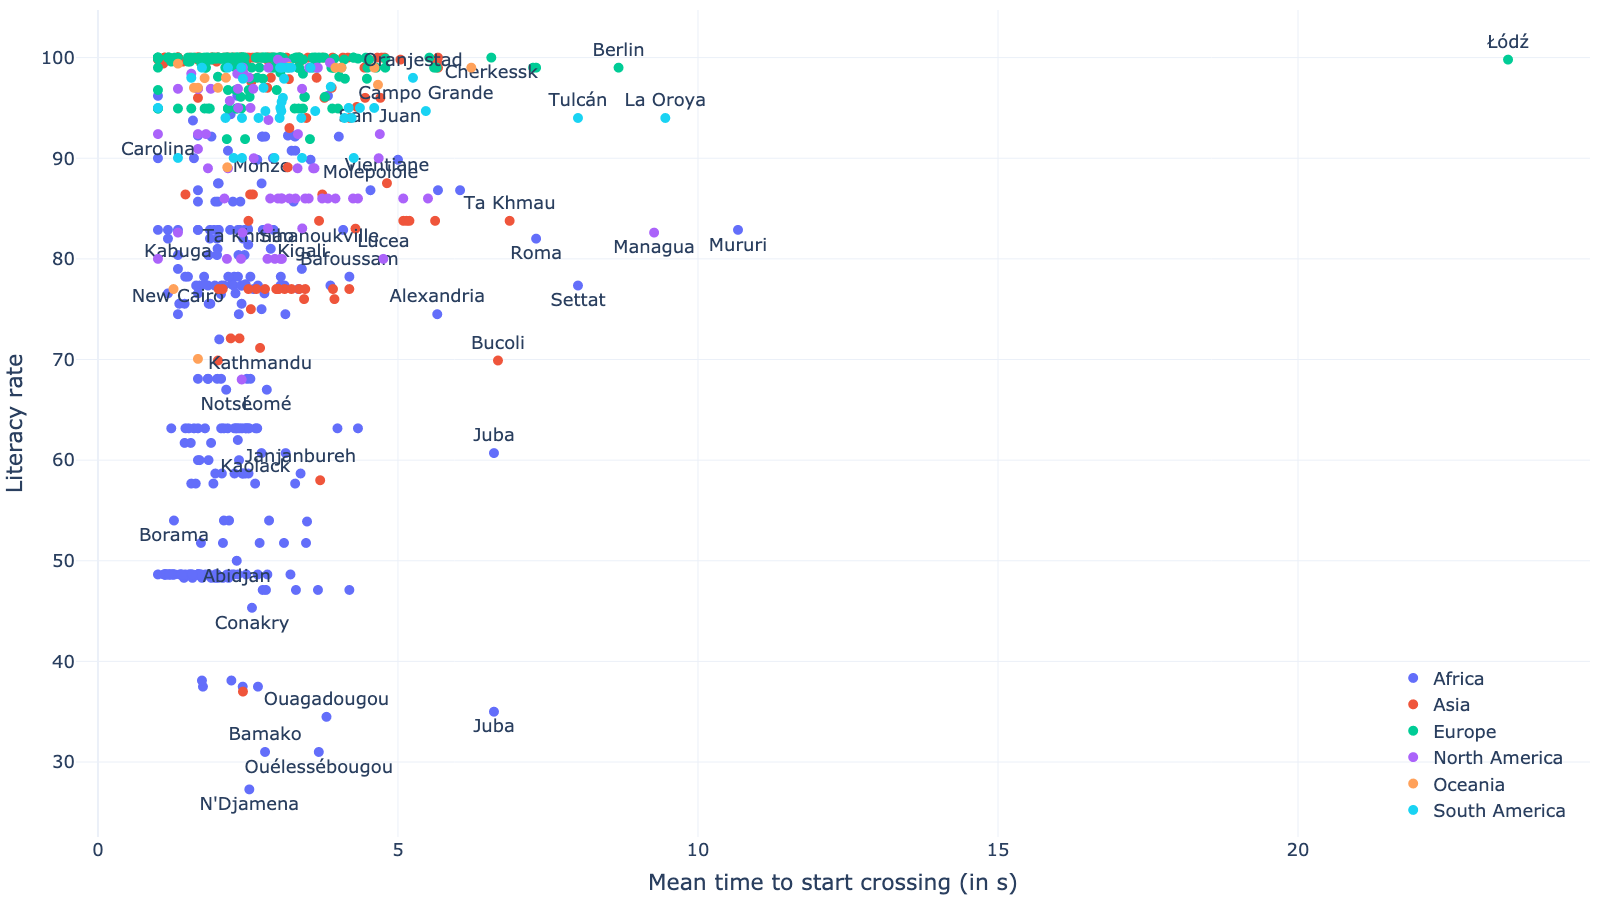 Łódź
Berlin
100
Oranjestad
Cherkessk
Campo Grande
Tulcán
La Oroya
San Juan
Carolina
90
Monze
Vientiane
Molepolole
Ta Khmau
Ta Khmao
Sihanoukville
Lucea
Managua
Mururi
Kabuga
Kigali
Roma
80
Bafoussam
New Cairo
Alexandria
Settat
Bucoli
70
Kathmandu
Notsé
Lomé
Juba
60
Janjanbureh
Kaolack
Borama
50
Abidjan
Conakry
40
Ouagadougou
Juba
Bamako
30
Ouélessébougou
N'Djamena
Literacy rate
0
5
10
15
20
Mean time to start crossing (in s)
Africa
Asia
Europe
North America
Oceania
South America